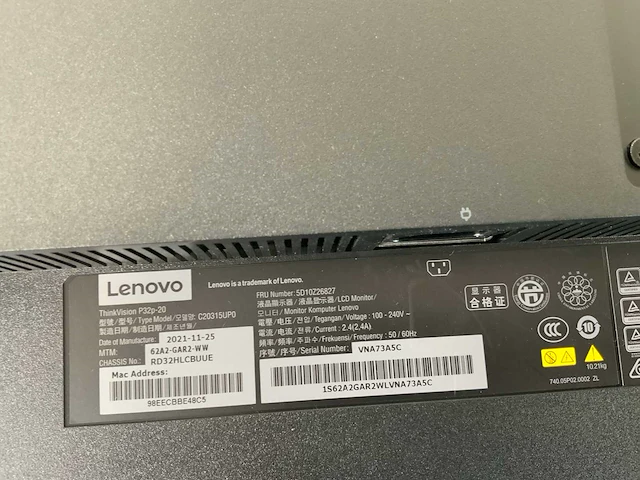 Lenovo
Lenovo is a trademark of Lenovo.
ThinkVision P32p-20
型號/型号/Type Model/모델명: C20315UP0
製造日期/制造日期/제조년월/
Date of Manufacture: 2021-11-25
MTM: 62A2-GAR2-WW
CHASSIS No.: RD32HLCBUUE
Mac Address:
98EECBBE48C5
FRU Number: 5D10Z26827
液晶顯示器/液晶显示器/LCD Monitor/
모니터/ Monitor Komputer Lenovo
電壓/电压/전압/Tegangan/Voltage : 100 - 240V~
電流/电流/전류/Current : 2.4(2.4A)
頻率/频率/주파수/Frekuensi/ Frequency : 50 / 60Hz
序號/序号/Serial Number: VNA73A5C
1S62A2GAR2WLVNA73A5C
显示器
合格证
CCC
10
10.21kg
740.05P02.0002 ZL